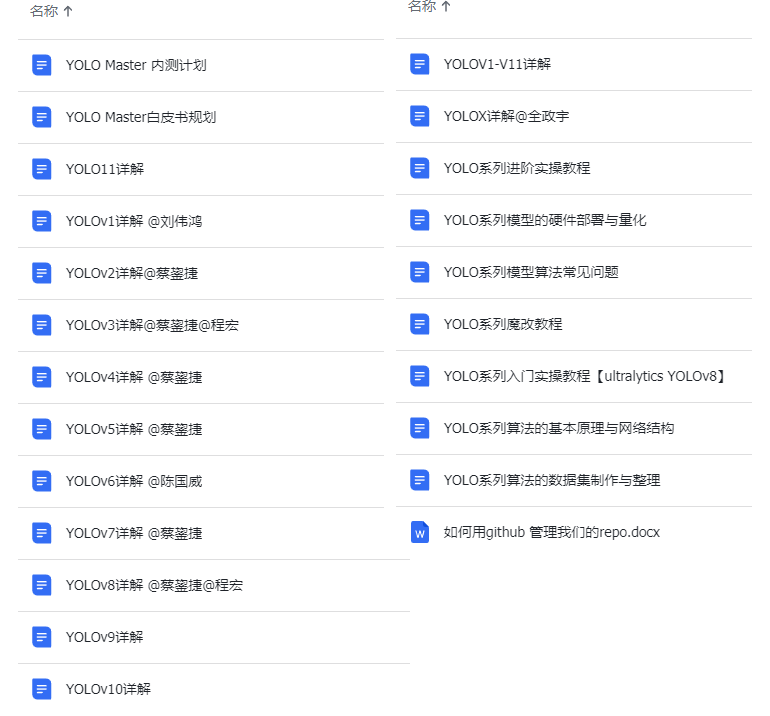 名称 ↑
YOLO Master 内测计划
YOLO Master白皮书规划
YOLO11详解
YOLOv1详解 @刘伟鸿
YOLOv2详解@蔡鋆捷
YOLOv3详解@蔡鋆捷@程宏
YOLOv4详解 @蔡鋆捷
YOLOv5详解 @蔡鋆捷
YOLOv6详解 @陈国威
YOLOv7详解 @蔡鋆捷
YOLOv8详解 @蔡鋆捷@程宏
YOLOv9详解
YOLOv10详解
名称 ↑
YOLOV1-V11详解
YOLOX详解@全政宇
YOLO系列进阶实操教程
YOLO系列模型的硬件部署与量化
YOLO系列模型算法常见问题
YOLO系列魔改教程
YOLO系列入门实操教程【ultralytics YOLOv8】
YOLO系列算法的基本原理与网络结构
YOLO系列算法的数据集制作与整理
W
如何用github 管理我们的repo.docx